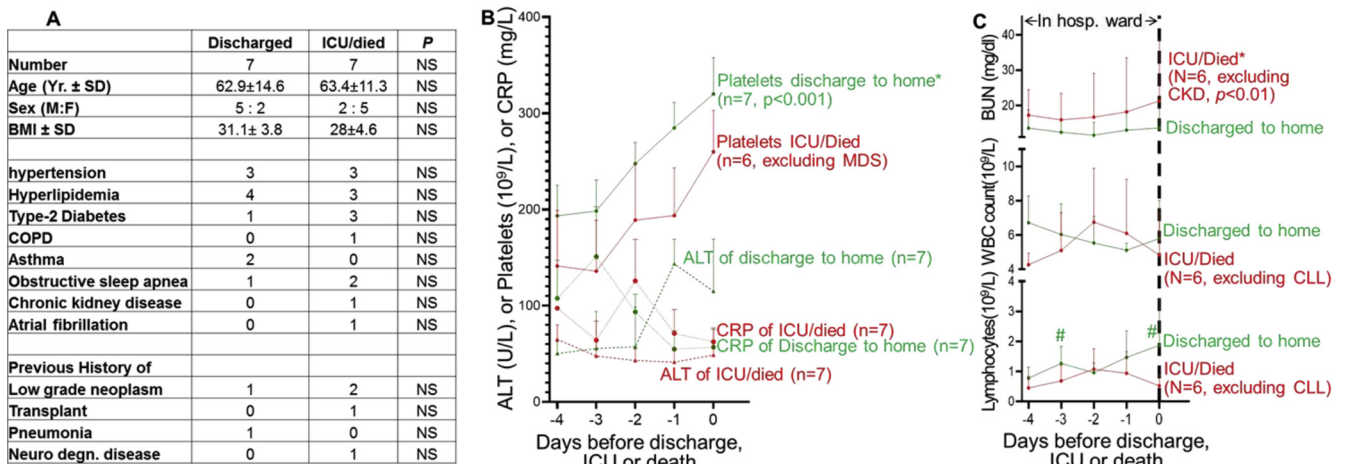 A
Discharged ICU/died P
Number 7 7 NS
Age (Yr. ± SD) 62.9±14.6 63.4±11.3 NS
Sex (M:F) 5 : 2 2 : 5 NS
BMI ± SD 31.1± 3.8 28±4.6 NS
hypertension 3 3 NS
Hyperlipidemia 4 3 NS
Type-2 Diabetes 1 3 NS
COPD 0 1 NS
Asthma 2 0 NS
Obstructive sleep apnea 1 2 NS
Chronic kidney disease 0 1 NS
Atrial fibrillation 0 1 NS
Previous History of
Low grade neoplasm 1 2 NS
Transplant 0 1 NS
Pneumonia 1 0 NS
Neuro degn. disease 0 1 NS
B
ALT (U/L), or Platelets (10⁹/L), or CRP (mg/L)
400
300
200
100
0
Platelets discharge to home*
(n=7, p<0.001)
Platelets ICU/Died
(n=6, excluding MDS)
ALT of discharge to home (n=7)
CRP of ICU/died (n=7)
CRP of Discharge to home (n=7)
ALT of ICU/died (n=7)
-4 -3 -2 -1 0
Days before discharge,
ICU or death
C
In hosp. ward
BUN (mg/dl)
40
30
20
ICU/Died*
(N=6, excluding
CKD, p<0.01)
Discharged to home
WBC count(10⁹/L)
10
8
6
4
Discharged to home
ICU/Died
(N=6, excluding CLL)
Lymphocytes(10⁹/L)
4
3
2
1
0
# #
Discharged to home
ICU/Died
(N=6, excluding CLL)
-4 -3 -2 -1 0
Days before discharge,
ICU or death